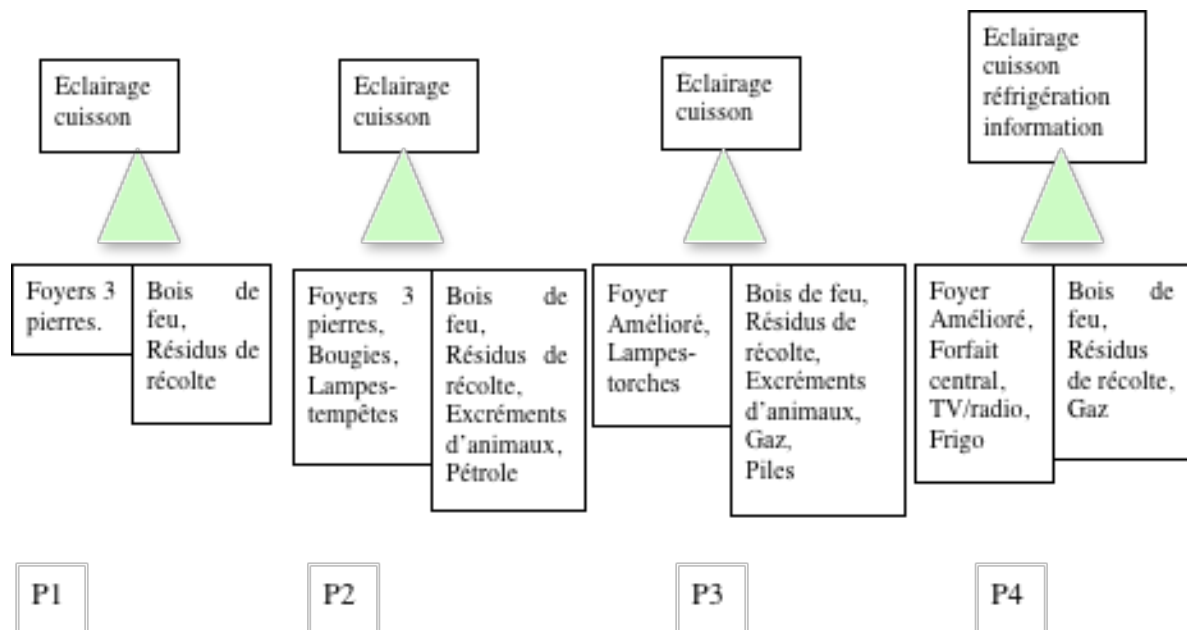 Eclairage
cuisson
Eclairage
cuisson
Eclairage
cuisson
Eclairage
cuisson
réfrigération
information
Foyers 3
pierres.
Bois de
feu,
Résidus de
récolte
Foyers 3
pierres,
Bougies,
Lampes-
tempêtes
Bois de
feu,
Résidus de
récolte,
Excréments
d'animaux,
Pétrole
Foyer
Amélioré,
Lampes-
torches
Bois de feu,
Résidus de
récolte,
Excréments
d'animaux,
Gaz,
Piles
Foyer
Amélioré,
Forfait
central,
TV/radio,
Frigo
Bois de
feu,
Résidus
de récolte,
Gaz
P1
P2
P3
P4